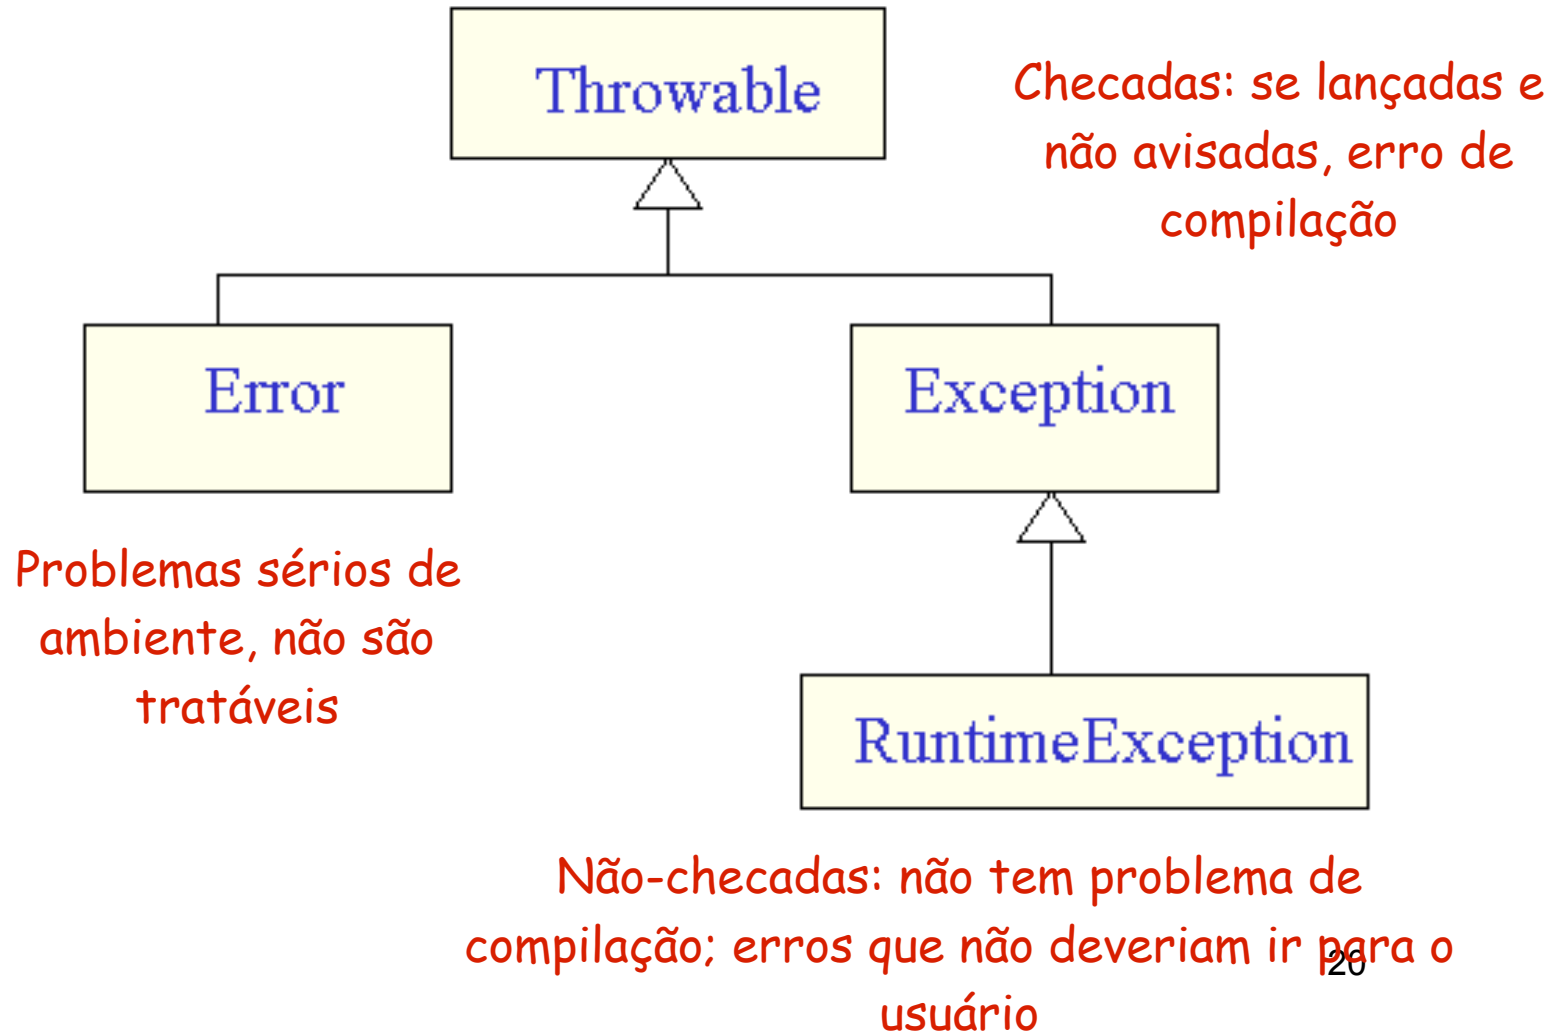 Throwable
Checadas: se lançadas e
não avisadas, erro de
compilação
Error
Exception
Problemas sérios de
ambiente, não são
tratáveis
RuntimeException
Não-checadas: não tem problema de
compilação; erros que não deveriam ir para o
usuário
20